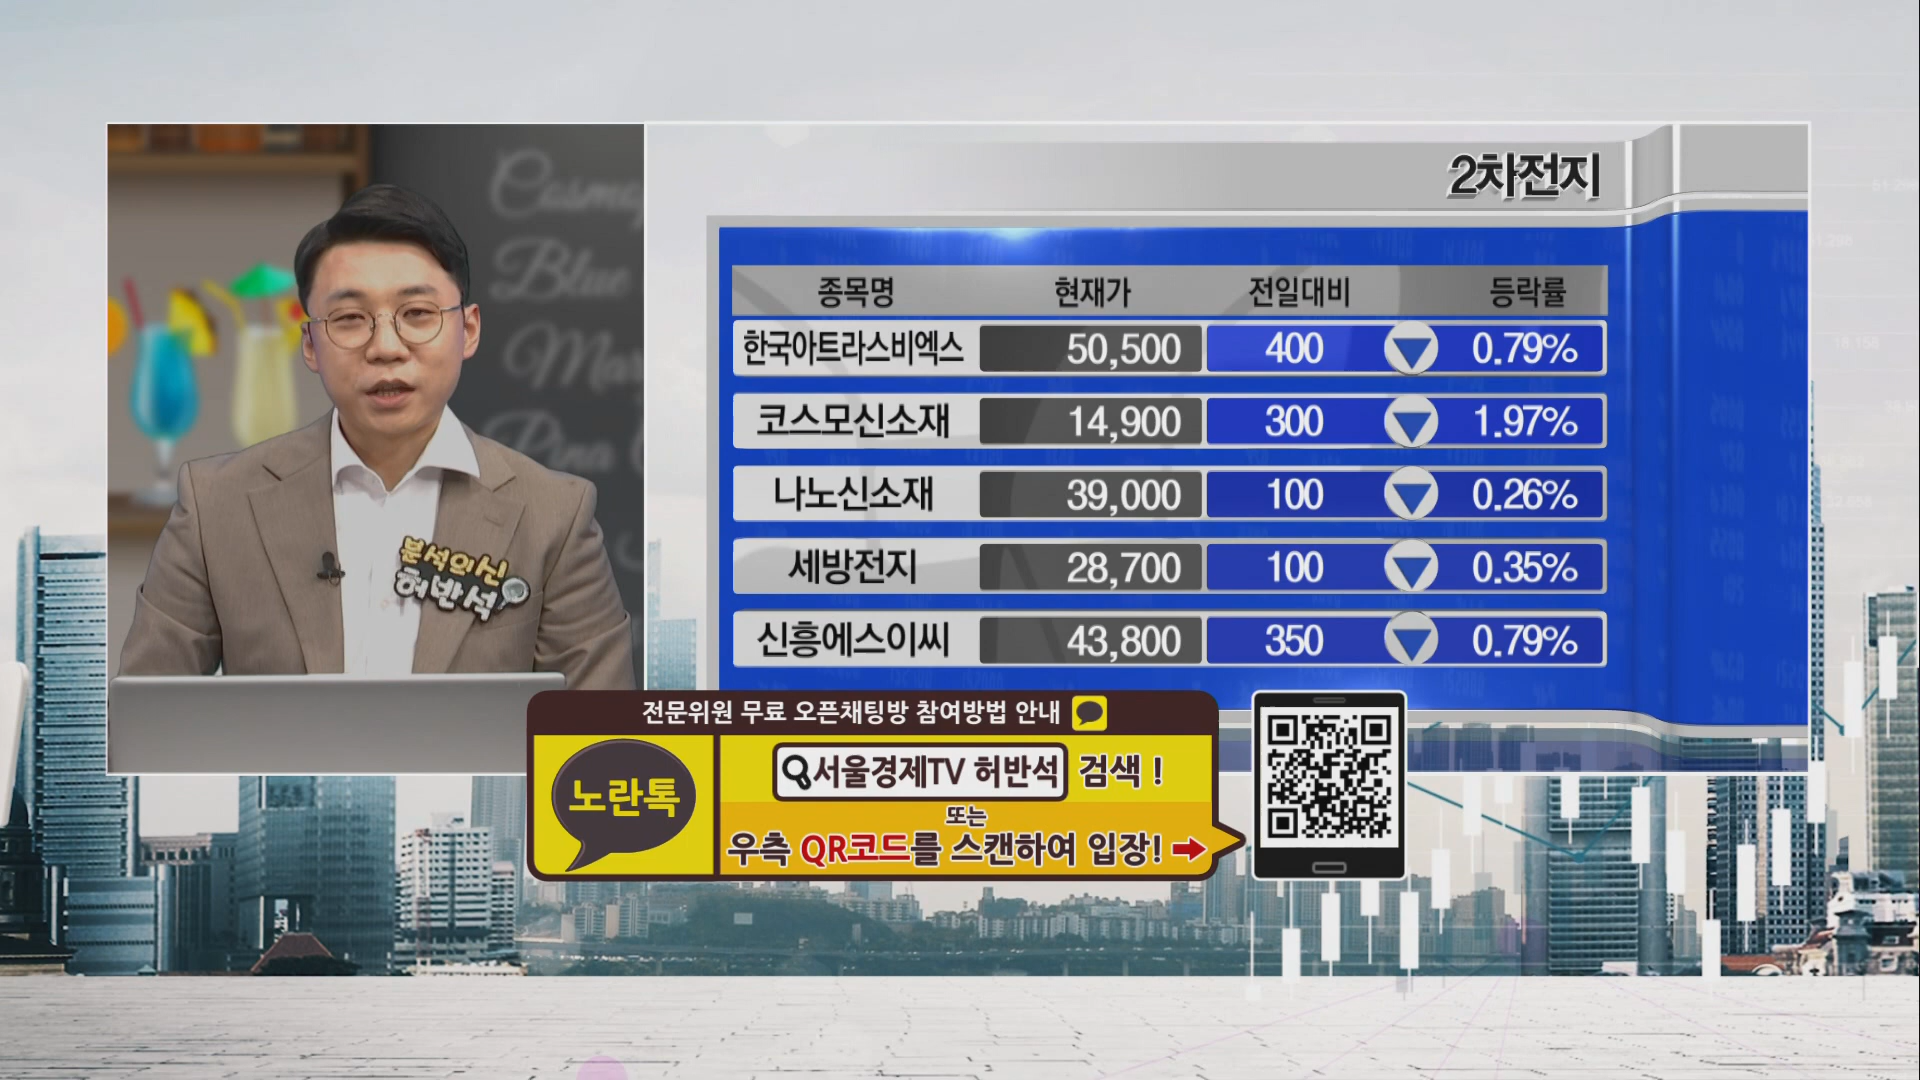 Cosmo
Blue
Mar
Pina
분석의신
허반석
2차전지
종목명 현재가 전일대비 등락률
한국아트라스비엑스 50,500 400 ▼ 0.79%
코스모신소재 14,900 300 ▼ 1.97%
나노신소재 39,000 100 ▼ 0.26%
세방전지 28,700 100 ▼ 0.35%
신흥에스이씨 43,800 350 ▼ 0.79%
전문위원 무료 오픈채팅방 참여방법 안내
노란톡
서울경제TV 허반석 검색 !
또는
우측 QR코드를 스캔하여 입장! ➡